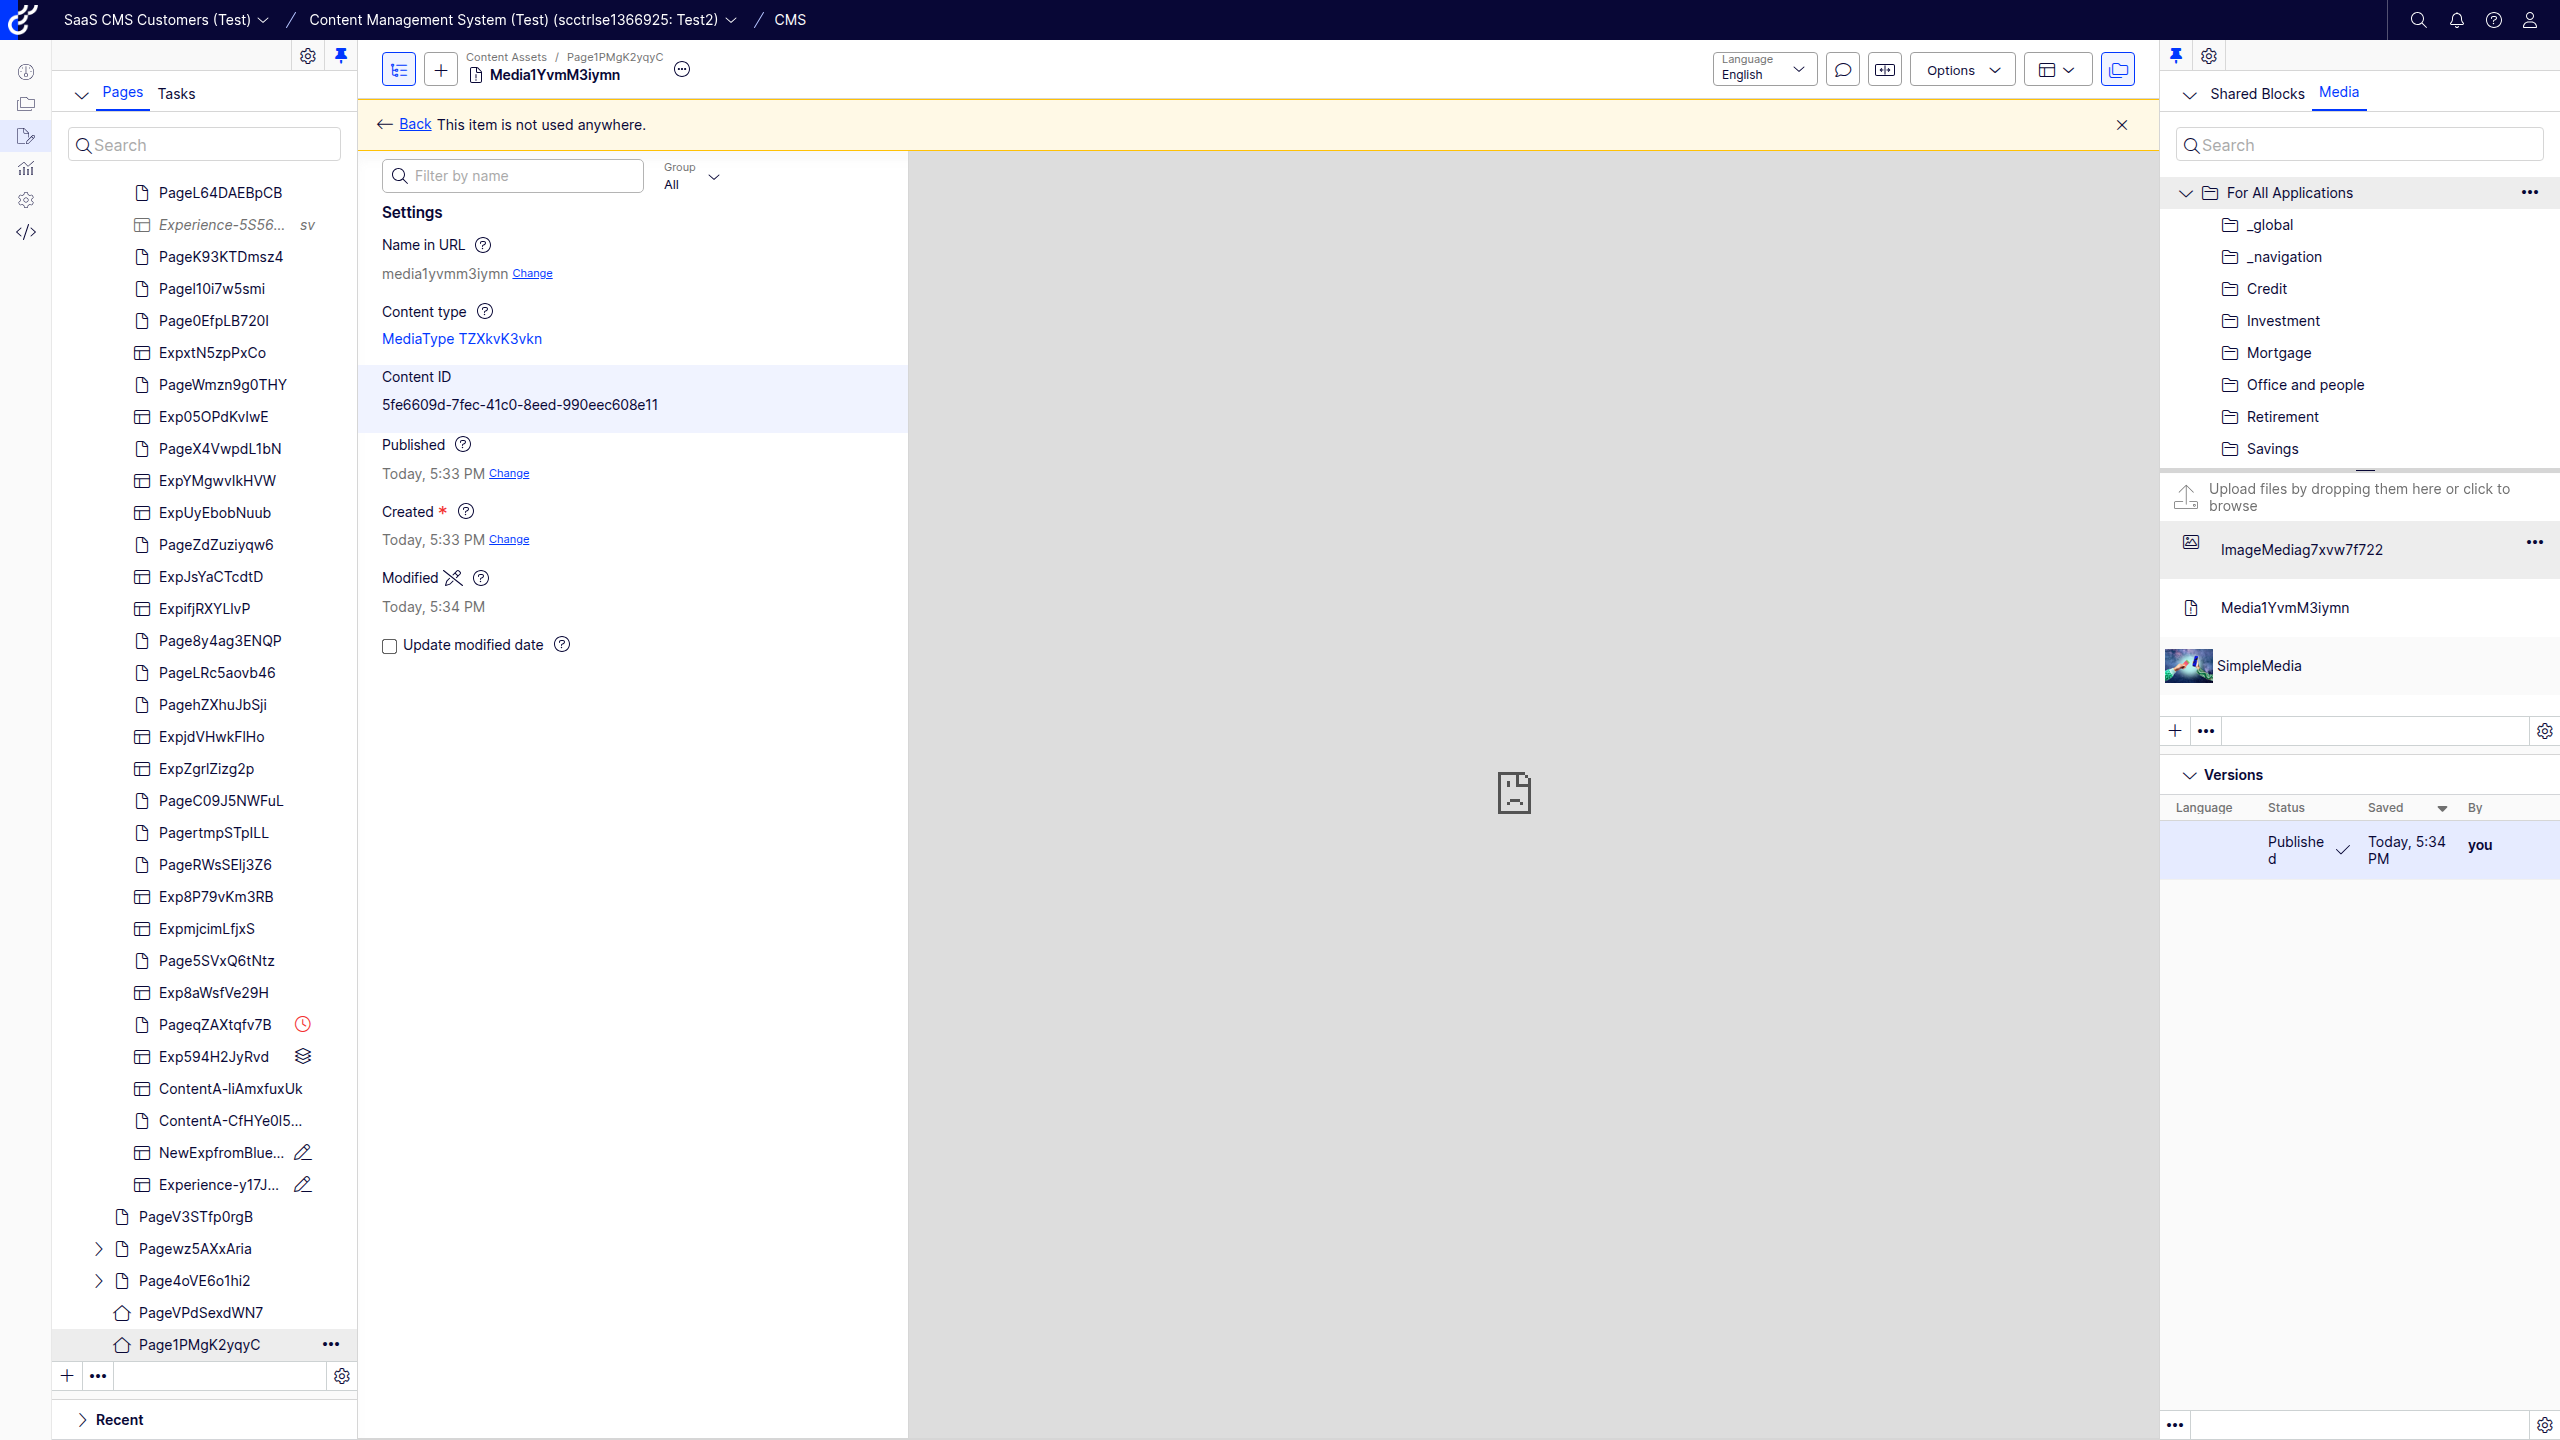 SaaS CMS Customers (Test)
Content Management System (Test) (scctrlse1366925: Test2)
CMS
Pages
Tasks
Search
PageL64DAEBpCB
Experience-5S56... sv
PageK93KTDmsz4
PageI10i7w5smi
Page0EfpLB720I
ExpxtN5zpPxCo
PageWmzn9g0THY
Exp05OPdKvIwE
PageX4VwpdL1bN
ExpYMgwvIkHVW
ExpUyEbobNuub
PageZdZuziyqw6
ExpJsYaCTcdtD
ExpifjRXYLIvP
Page8y4ag3ENQP
PageLRc5aovb46
PagehZXhuJbSji
ExpjdVHwkFIHo
ExpZgrIZizg2p
PageC09J5NWFuL
PagertmpSTpILL
PageRWsSEIj3Z6
Exp8P79vKm3RB
ExpmjcimLfjxS
Page5SVxQ6tNtz
Exp8aWsfVe29H
PageqZAXtqfv7B
Exp594H2JyRvd
ContentA-liAmxfuxUk
ContentA-CfHYe0I5...
NewExpfromBlue...
Experience-y17J...
PageV3STfp0rgB
Pagewz5AXxAria
Page4oVE6o1hi2
PageVPdSexdWN7
Page1PMgK2yqyC
Recent
Content Assets / Page1PMgK2yqyC
Media1YvmM3iymn
Language
English
Options
Back This item is not used anywhere.
Filter by name
Group
All
Settings
Name in URL
media1yvmm3iymn Change
Content type
MediaType TZXkvK3vkn
Content ID
5fe6609d-7fec-41c0-8eed-990eec608e11
Published
Today, 5:33 PM Change
Created *
Today, 5:33 PM Change
Modified
Today, 5:34 PM
Update modified date
Shared Blocks
Media
Search
For All Applications
_global
_navigation
Credit
Investment
Mortgage
Office and people
Retirement
Savings
Upload files by dropping them here or click to
browse
ImageMediag7xvw7f722
Media1YvmM3iymn
SimpleMedia
Versions
Language Status Saved By
Publishe Today, 5:34 you
d PM